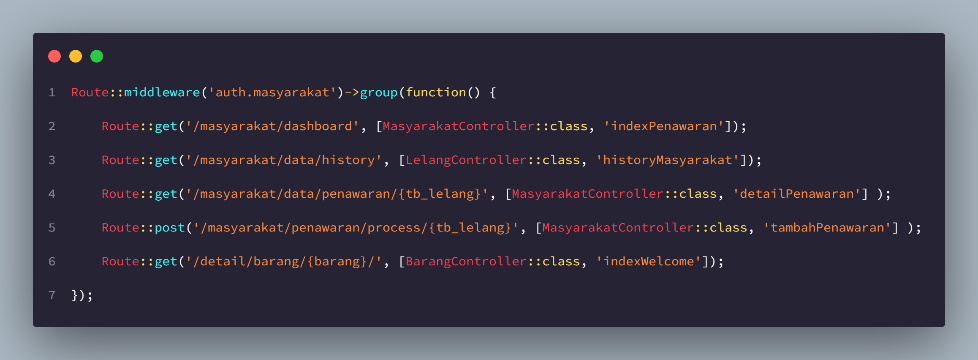 1 Route::middleware('auth.masyarakat')->group(function() {
2 Route::get('/masyarakat/dashboard', [MasyarakatController::class, 'indexPenawaran']);
3 Route::get('/masyarakat/data/history', [LelangController::class, 'historyMasyarakat']);
4 Route::get('/masyarakat/data/penawaran/{tb_lelang}', [MasyarakatController::class, 'detailPenawaran'] );
5 Route::post('/masyarakat/penawaran/process/{tb_lelang}', [MasyarakatController::class, 'tambahPenawaran'] );
6 Route::get('/detail/barang/{barang}/', [BarangController::class, 'indexWelcome']);
7 });